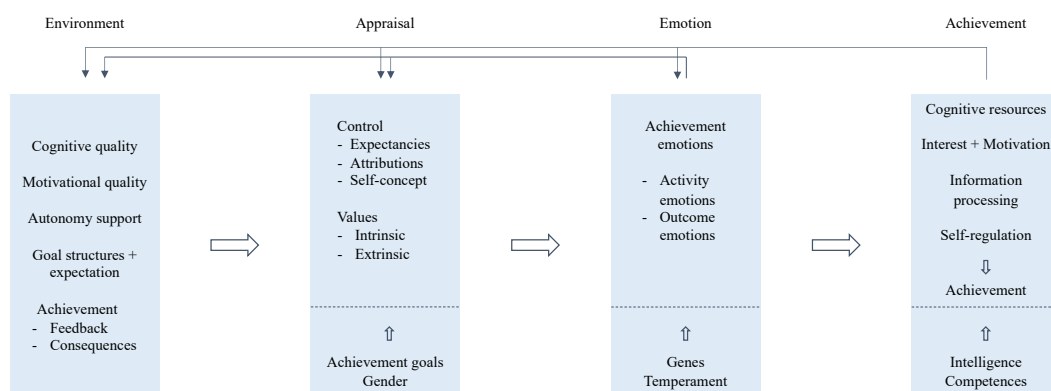 Environment
Appraisal
Emotion
Achievement
Cognitive quality
Motivational quality
Autonomy support
Goal structures +
expectation
Achievement
- Feedback
- Consequences
Control
- Expectancies
- Attributions
- Self-concept
Values
- Intrinsic
- Extrinsic
Achievement goals
Gender
Achievement
emotions
- Activity
emotions
- Outcome
emotions
Genes
Temperament
Cognitive resources
Interest + Motivation
Information
processing
Self-regulation
Achievement
Intelligence
Competences